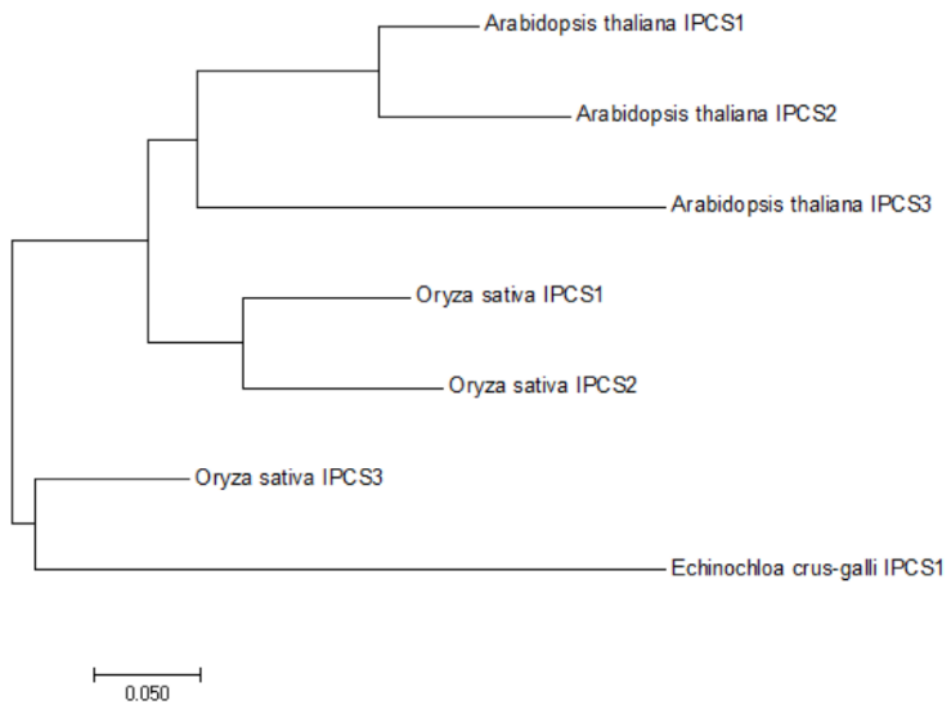 Arabidopsis thaliana IPCS1
Arabidopsis thaliana IPCS2
Arabidopsis thaliana IPCS3
Oryza sativa IPCS1
Oryza sativa IPCS2
Oryza sativa IPCS3
Echinochloa crus-galli IPCS1
0.050